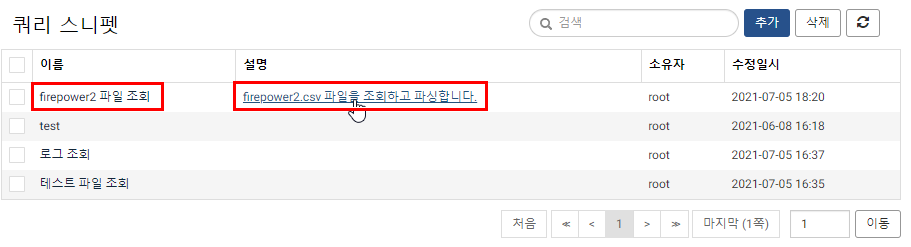 쿼리 스니펫
검색
추가 삭제
이름 설명 소유자 수정일시
firepower2 파일 조회 firepower2.csv 파일을 조회하고 파싱합니다. root 2021-07-05 18:20
test root 2021-06-08 16:18
로그 조회 root 2021-07-05 16:37
테스트 파일 조회 root 2021-07-05 16:35
처음 ≪ < 1 > ≫ 마지막 (1쪽) 1 이동